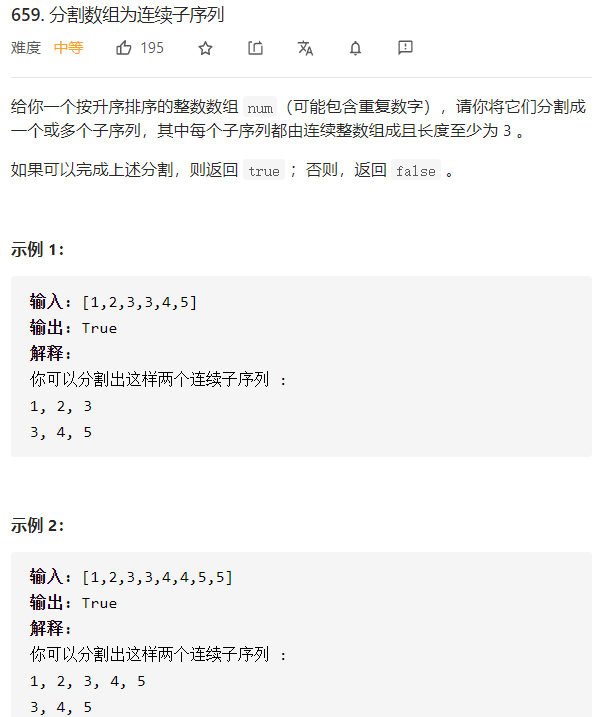 659. 分割数组为连续子序列
难度 中等 195
给你一个按升序排序的整数数组 num（可能包含重复数字），请你将它们分割成
一个或多个子序列，其中每个子序列都由连续整数组成且长度至少为 3 。
如果可以完成上述分割，则返回 true ；否则，返回 false 。
示例 1：
输入: [1,2,3,3,4,5]
输出: True
解释:
你可以分割出这样两个连续子序列 :
1, 2, 3
3, 4, 5
示例 2：
输入: [1,2,3,3,4,4,5,5]
输出: True
解释:
你可以分割出这样两个连续子序列 :
1, 2, 3, 4, 5
3, 4, 5